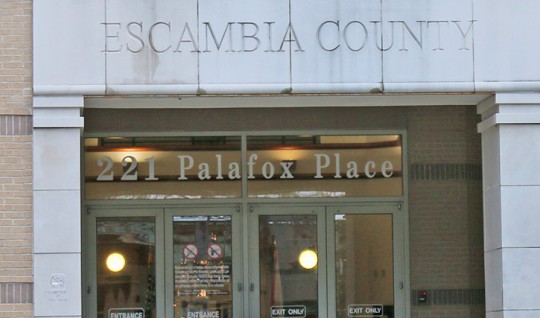 ESCAMBIA COUNTY
221 Palafox Place
ENTRANCE
ENTRANCE
EXIT ONLY
EXIT ONLY